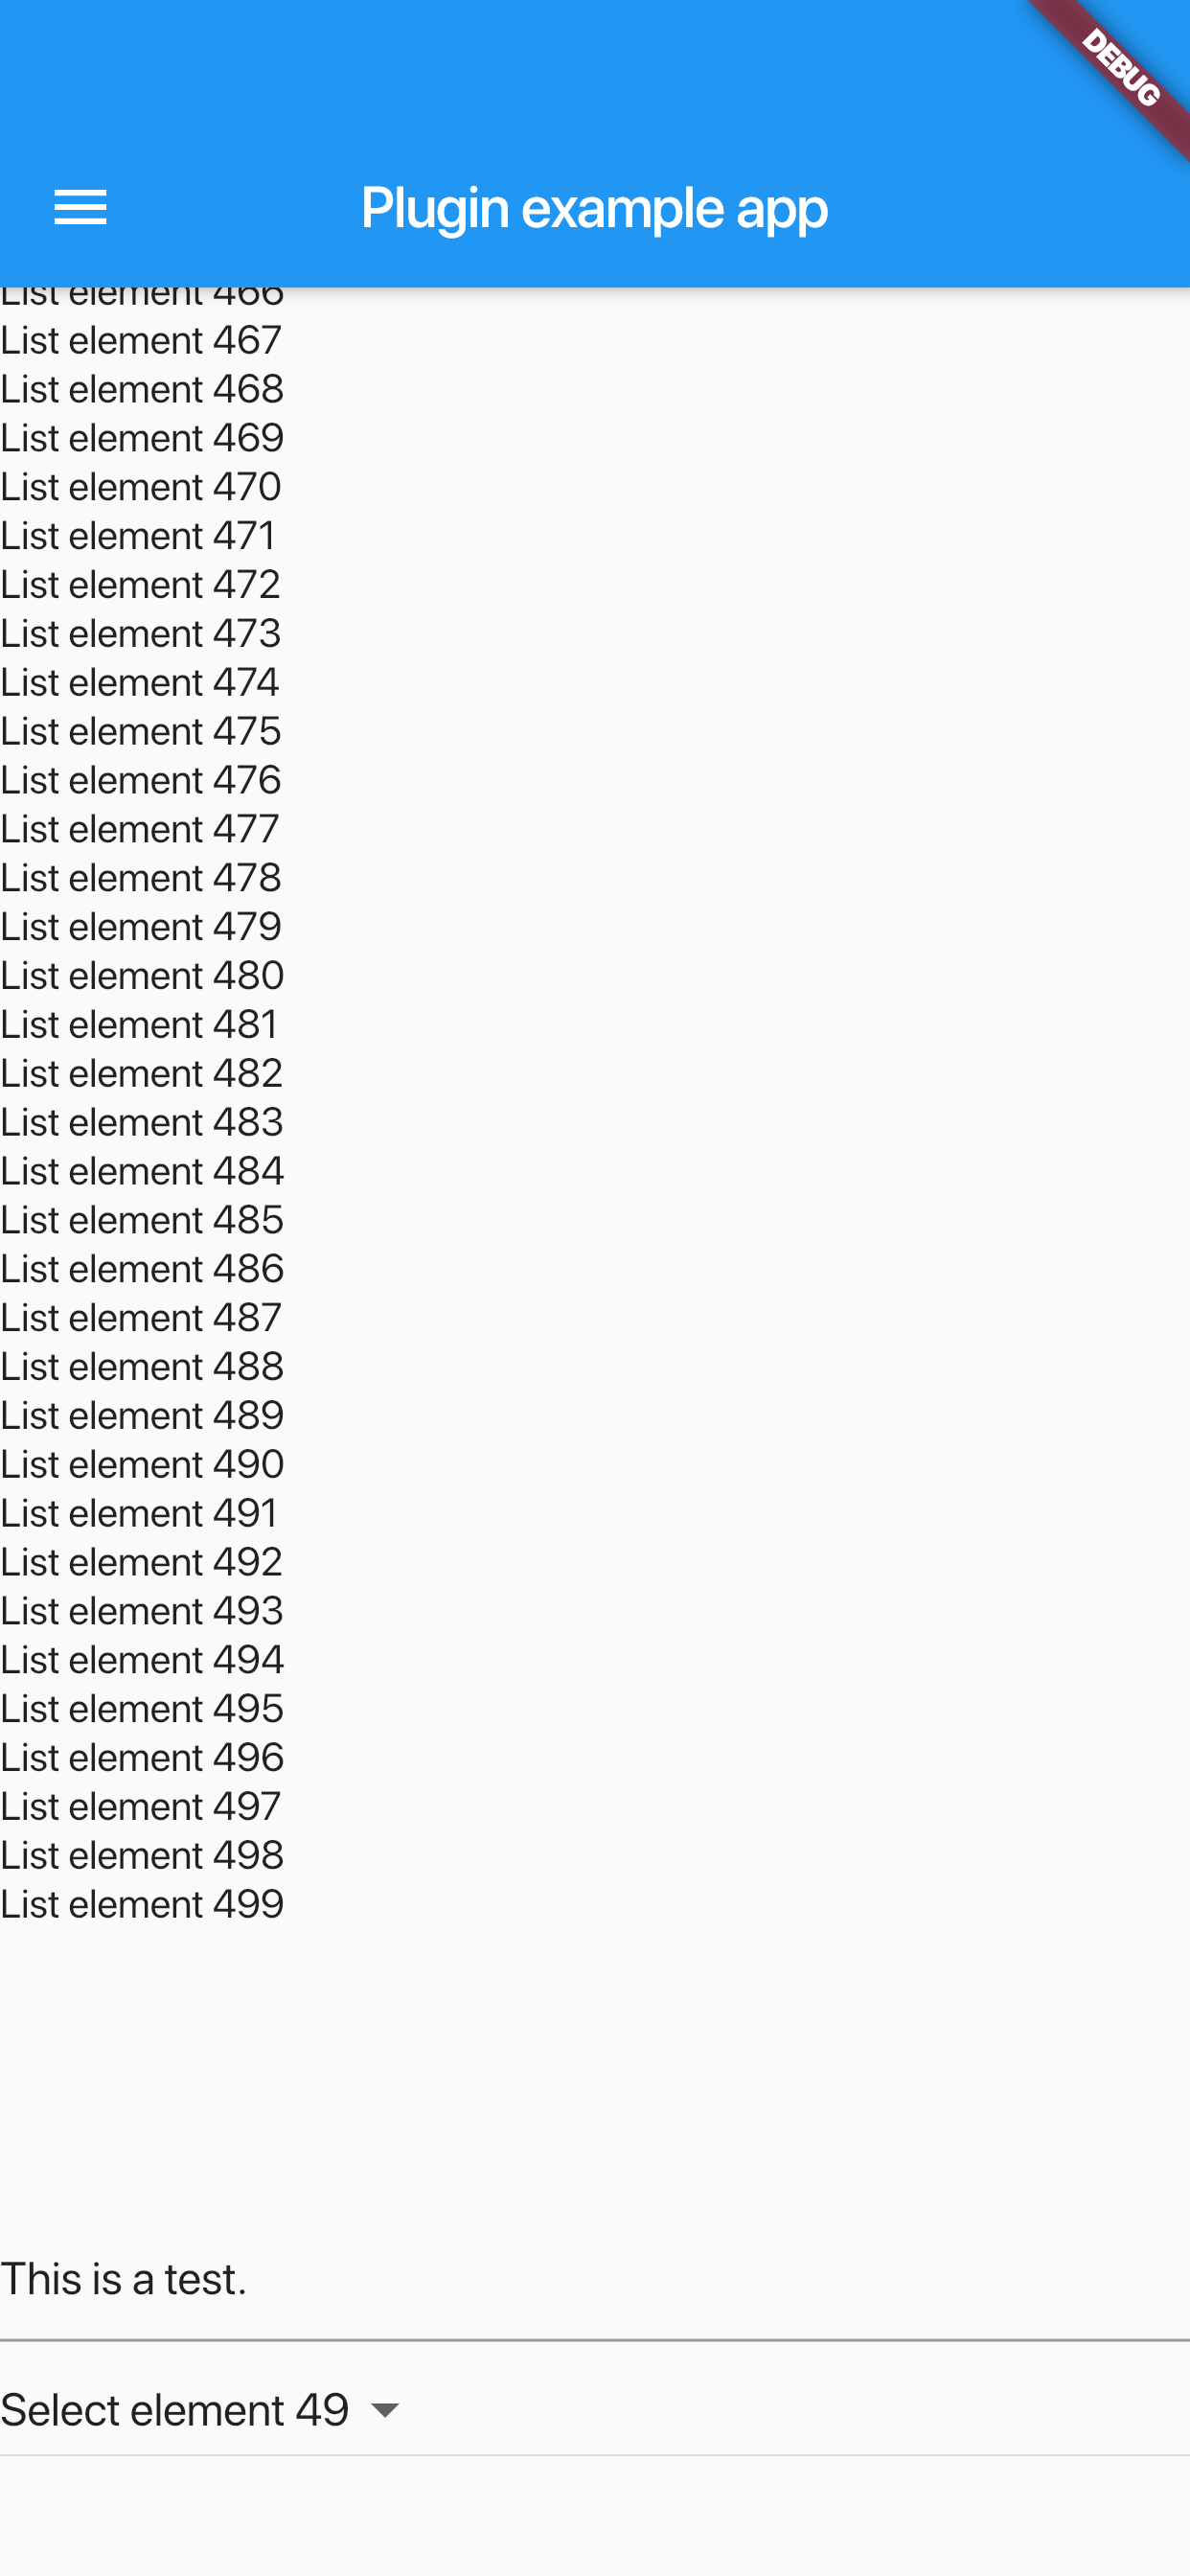 DEBUG
Plugin example app
List element 466
List element 467
List element 468
List element 469
List element 470
List element 471
List element 472
List element 473
List element 474
List element 475
List element 476
List element 477
List element 478
List element 479
List element 480
List element 481
List element 482
List element 483
List element 484
List element 485
List element 486
List element 487
List element 488
List element 489
List element 490
List element 491
List element 492
List element 493
List element 494
List element 495
List element 496
List element 497
List element 498
List element 499
This is a test.
Select element 49